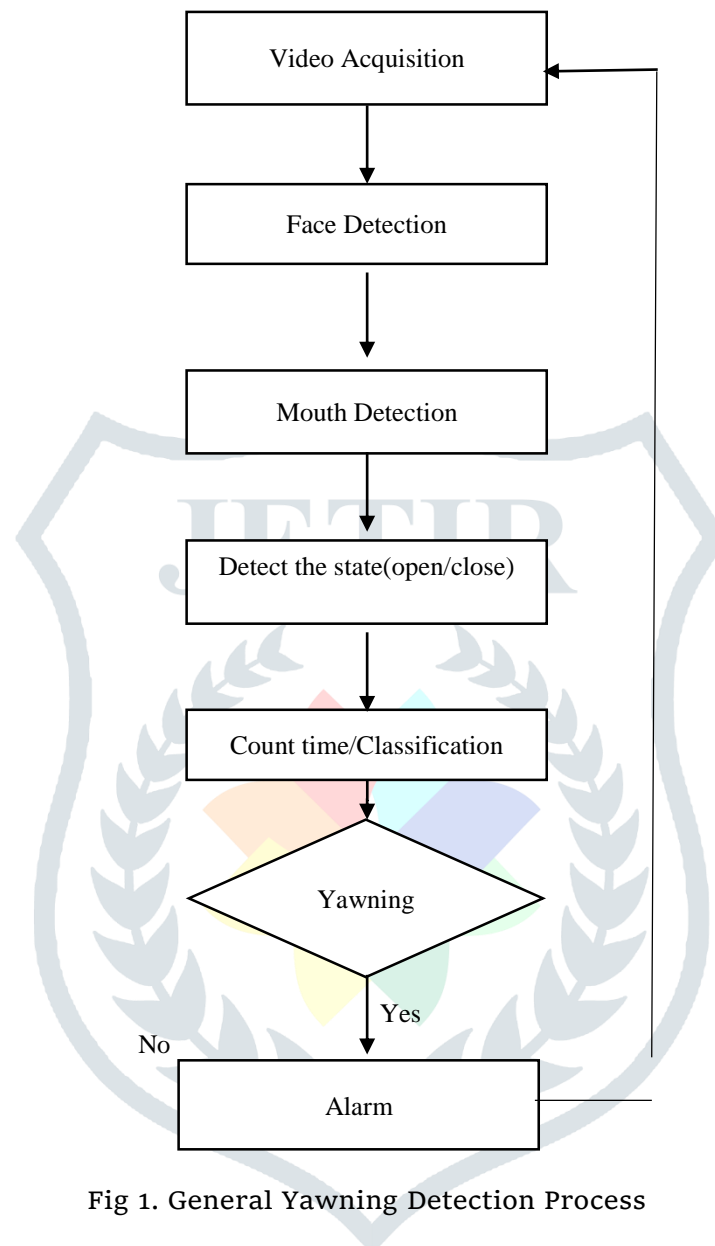 Video Acquisition
Face Detection
Mouth Detection
JETIR
Detect the state(open/close)
Count time/Classification
Yawning
Yes
No
Alarm
Fig 1. General Yawning Detection Process